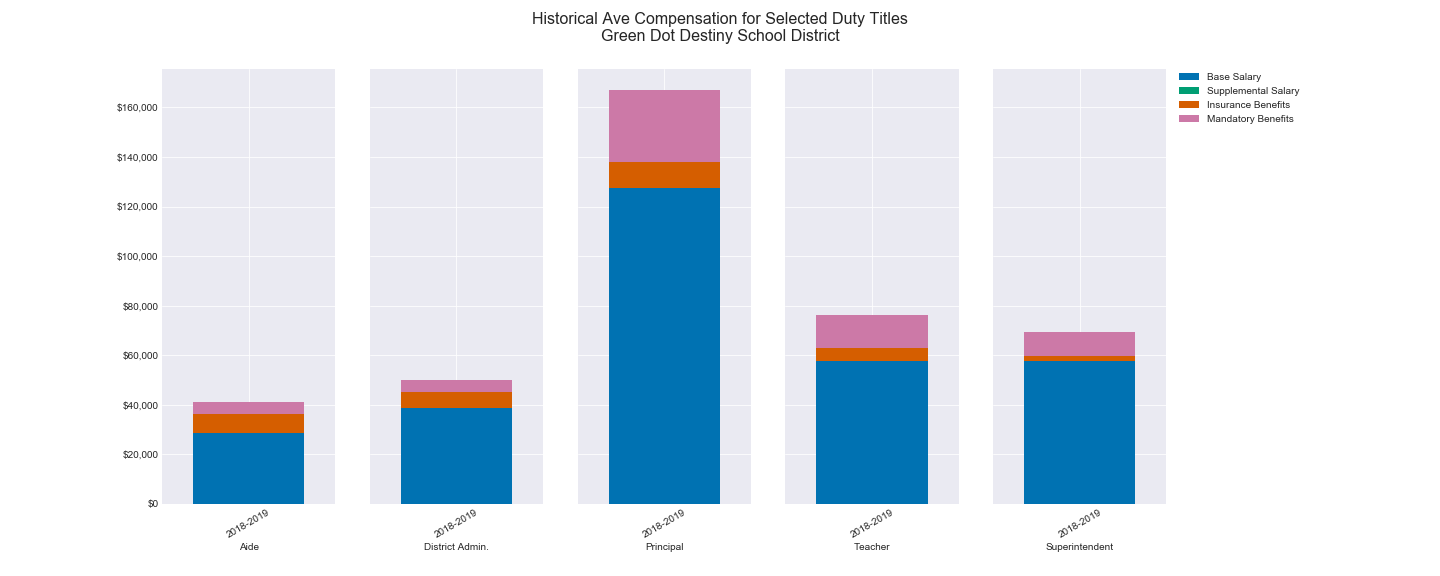 Historical Ave Compensation for Selected Duty Titles
Green Dot Destiny School District
Base Salary
Supplemental Salary
Insurance Benefits
Mandatory Benefits
$160,000
$140,000
$120,000
$100,000
$80,000
$60,000
$40,000
$20,000
$0
2018-2019
2018-2019
2018-2019
2018-2019
2018-2019
Aide
District Admin.
Principal
Teacher
Superintendent